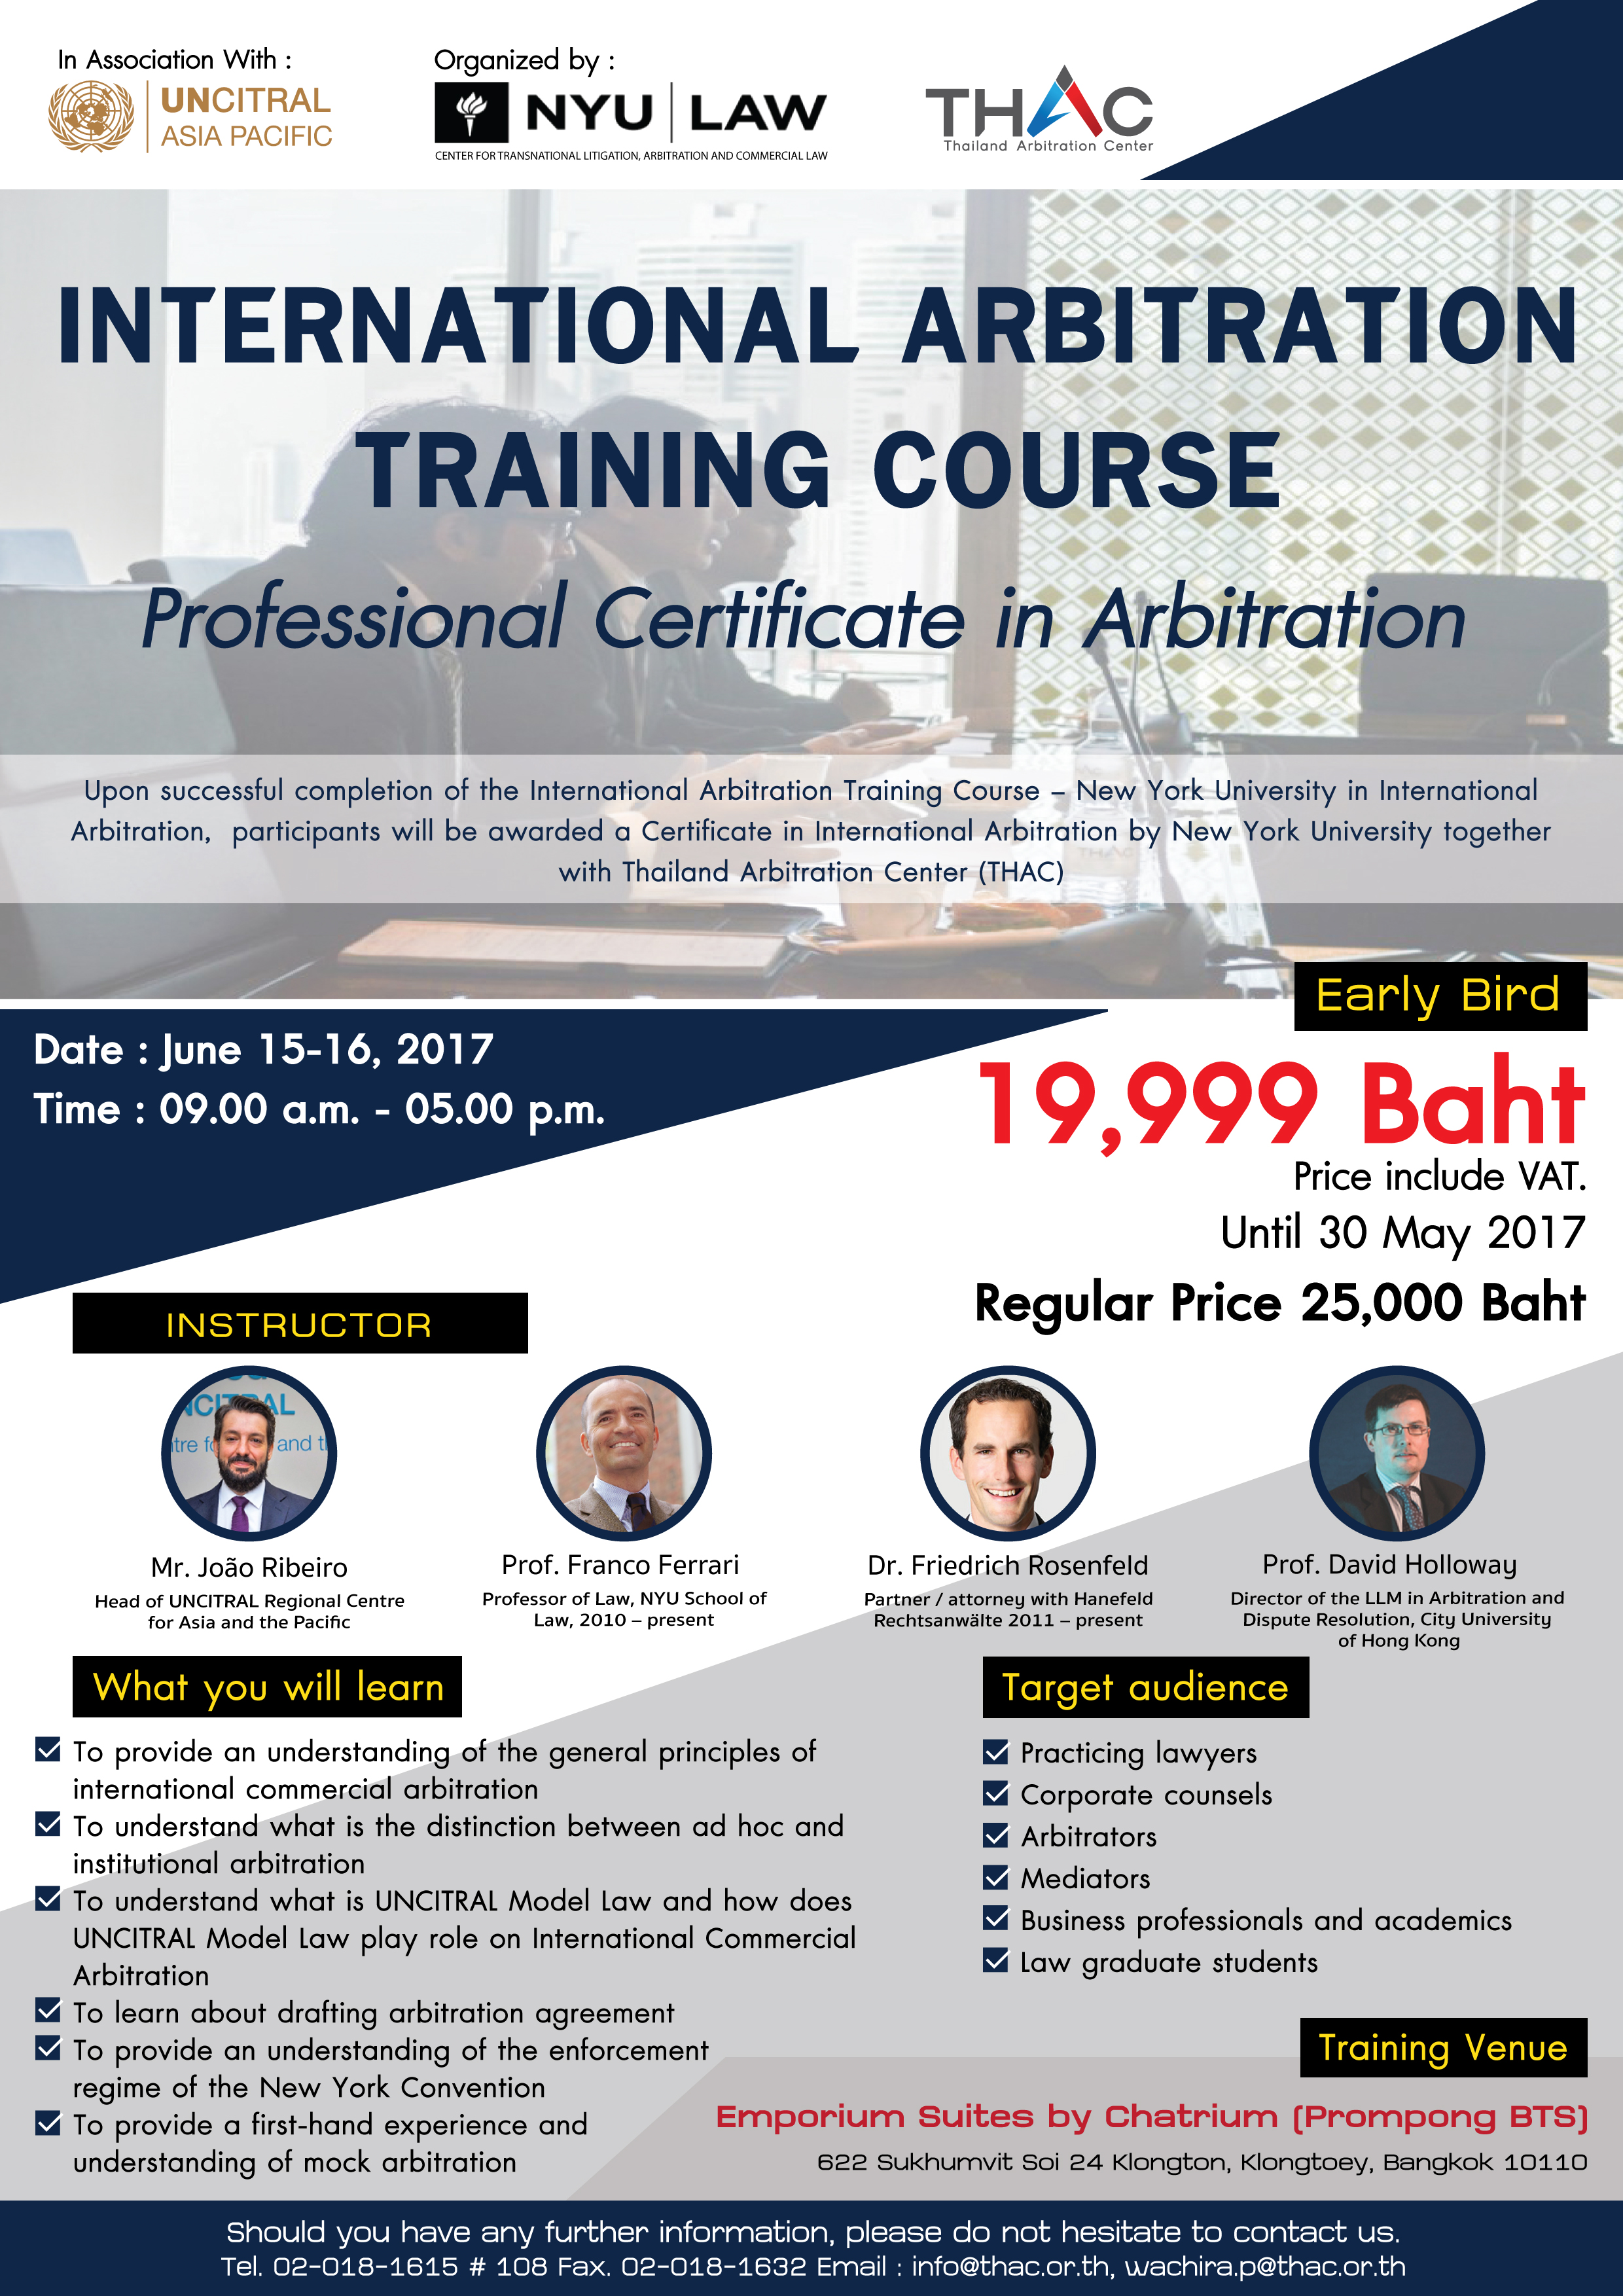 In Association With :
UNCITRAL
ASIA PACIFIC
Organized by :
NYU | LAW
CENTER FOR TRANSNATIONAL LITIGATION, ARBITRATION AND COMMERCIAL LAW
THAC
Thailand Arbitration Center
INTERNATIONAL ARBITRATION
TRAINING COURSE
Professional Certificate in Arbitration
Upon successful completion of the International Arbitration Training Course – New York University in International
Arbitration, participants will be awarded a Certificate in International Arbitration by New York University together
with Thailand Arbitration Center (THAC)
THAC
Early Bird
Date : June 15-16, 2017
Time : 09.00 a.m. - 05.00 p.m.
19,999 Baht
Price include VAT.
Until 30 May 2017
Regular Price 25,000 Baht
INSTRUCTOR
Mr. João Ribeiro
Head of UNCITRAL Regional Centre
for Asia and the Pacific
Prof. Franco Ferrari
Professor of Law, NYU School of
Law, 2010 – present
Dr. Friedrich Rosenfeld
Partner / attorney with Hanefeld
Rechtsanwälte 2011 – present
Prof. David Holloway
Director of the LLM in Arbitration and
Dispute Resolution, City University
of Hong Kong
What you will learn
To provide an understanding of the general principles of
international commercial arbitration
To understand what is the distinction between ad hoc and
institutional arbitration
To understand what is UNCITRAL Model Law and how does
UNCITRAL Model Law play role on International Commercial
Arbitration
To learn about drafting arbitration agreement
To provide an understanding of the enforcement
regime of the New York Convention
To provide a first-hand experience and
understanding of mock arbitration
Target audience
Practicing lawyers
Corporate counsels
Arbitrators
Mediators
Business professionals and academics
Law graduate students
Training Venue
Emporium Suites by Chatrium (Prompong BTS)
622 Sukhumvit Soi 24 Klongton, Klongtoey, Bangkok 10110
Should you have any further information, please do not hesitate to contact us.
Tel. 02-018-1615 # 108 Fax. 02-018-1632 Email : info@thac.or.th, wachira.p@thac.or.th